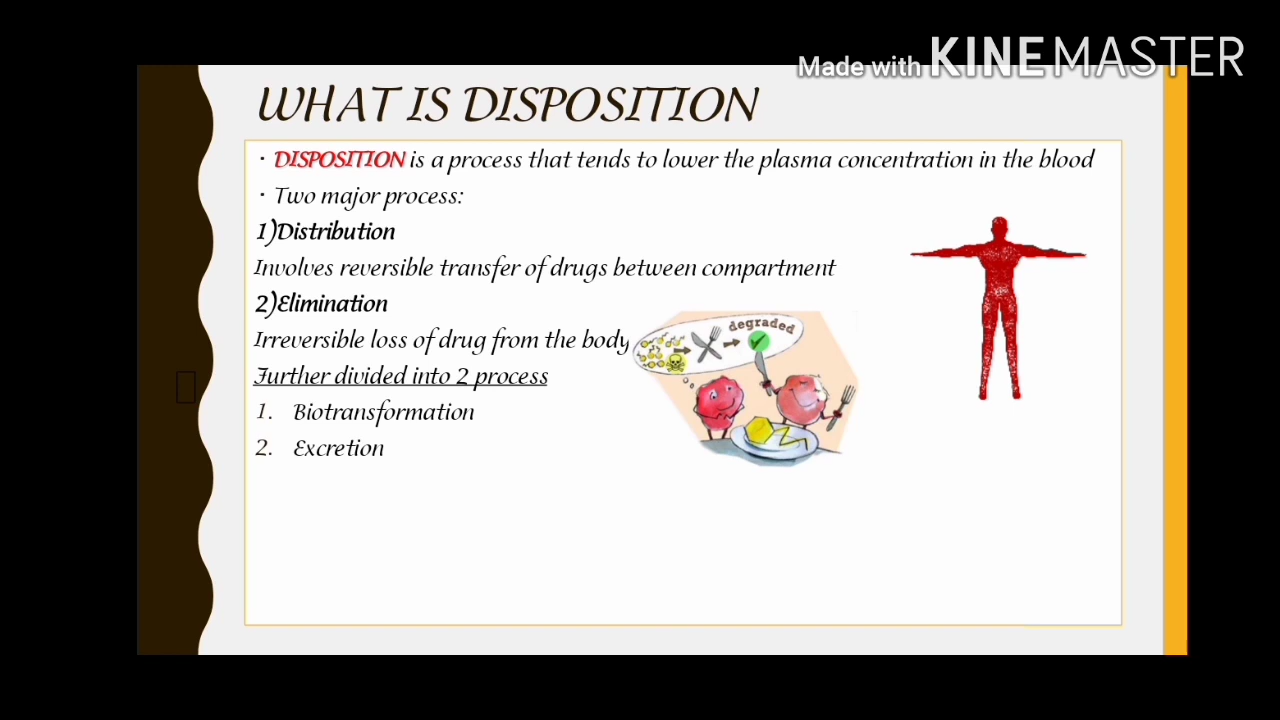 Made with KINEMASTER
WHAT IS DISPOSITION
· DISPOSITION is a process that tends to lower the plasma concentration in the blood
· Two major process:
1)Distribution
Involves reversible transfer of drugs between compartment
2)Elimination
Irreversible loss of drug from the body
degraded
Further divided into 2 process
1. Biotransformation
2. Excretion